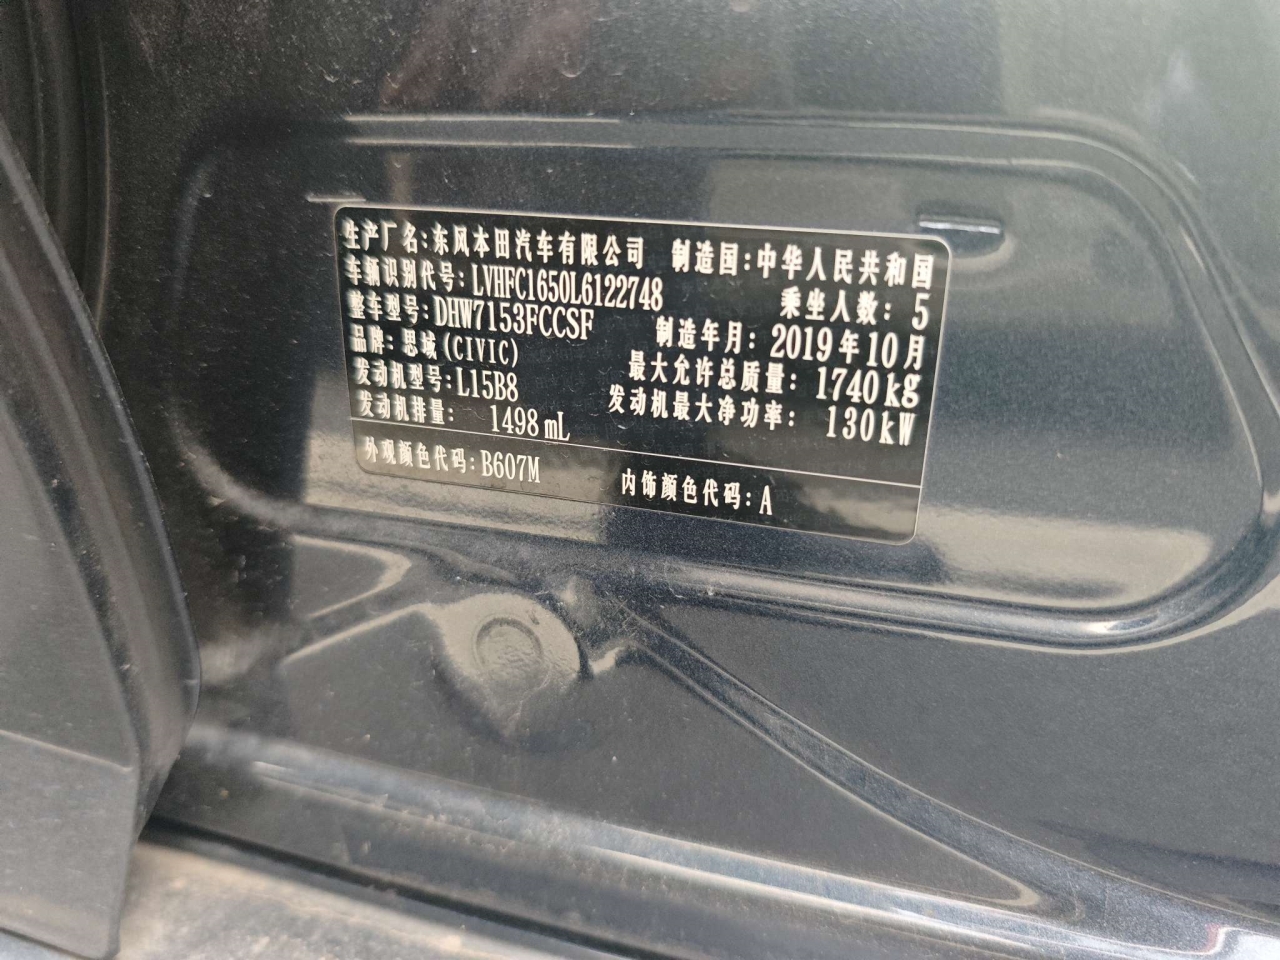 生产厂名:东风本田汽车有限公司 制造国:中华人民共和国
车辆识别代号:LVHFC1650L6122748 乘坐人数:5
整车型号:DHW7153FCCSF 制造年月:2019年10月
品牌:思域(CIVIC) 最大允许总质量:1740kg
发动机型号:L15B8 发动机最大净功率:130kW
发动机排量: 1498mL
外观颜色代码:B607M 内饰颜色代码:A